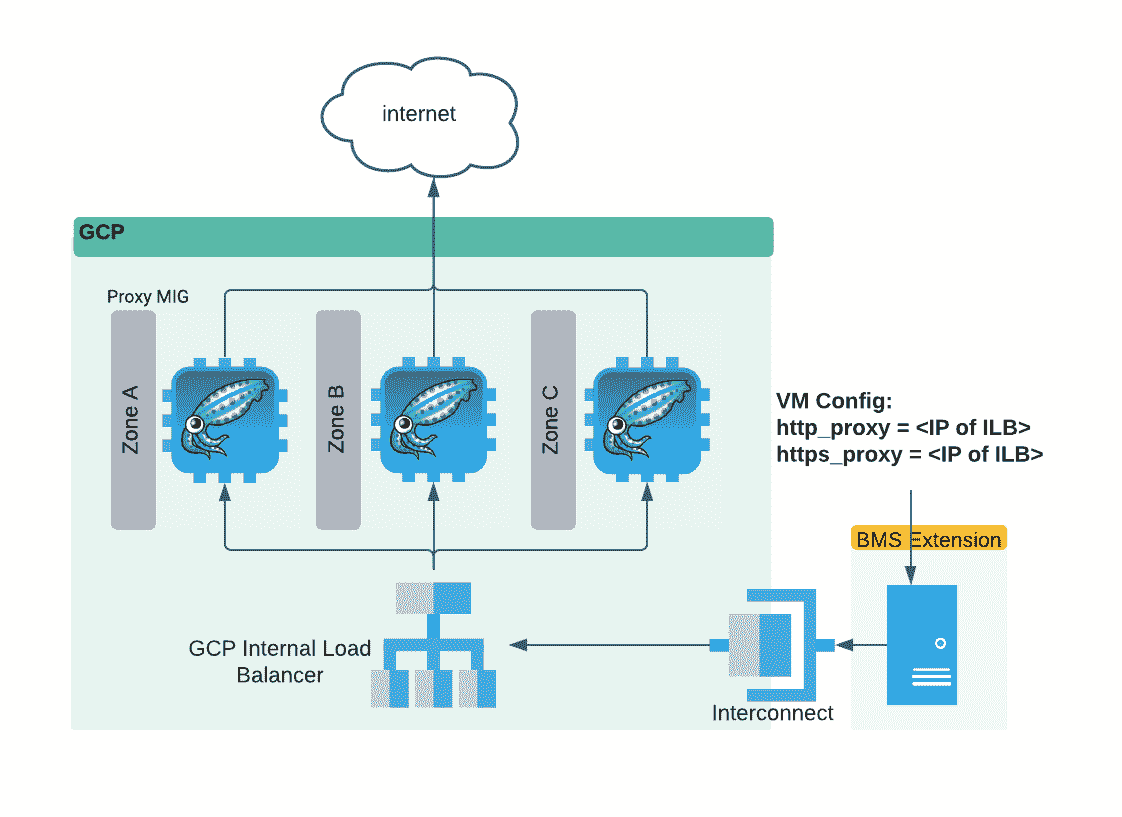 internet
GCP
Proxy MIG
Zone A
Zone B
Zone C
VM Config:
http_proxy = <IP of ILB>
https_proxy = <IP of ILB>
BMS Extension
GCP Internal Load
Balancer
Interconnect